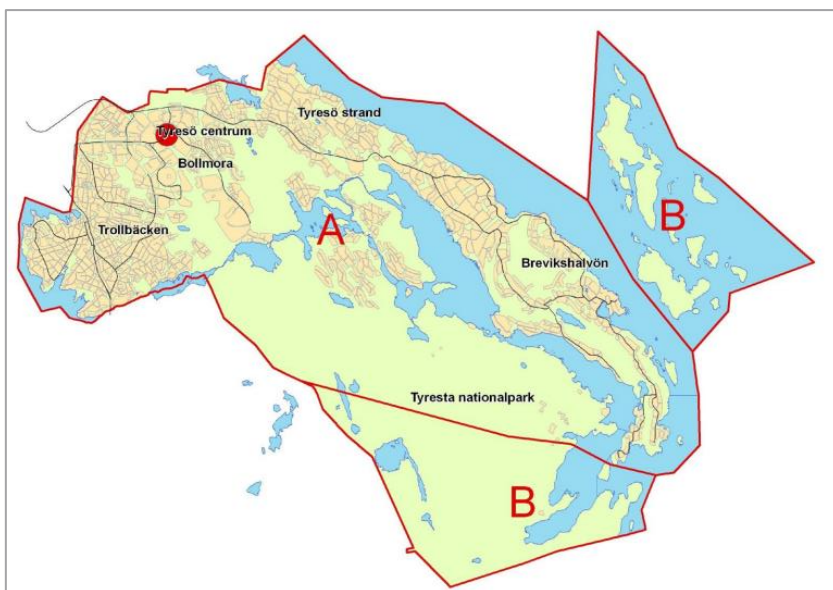 Tyresö strand
Tyresö centrum
Bollmora
B
Trollbäcken
A
Brevikshalvön
Tyresta nationalpark
B